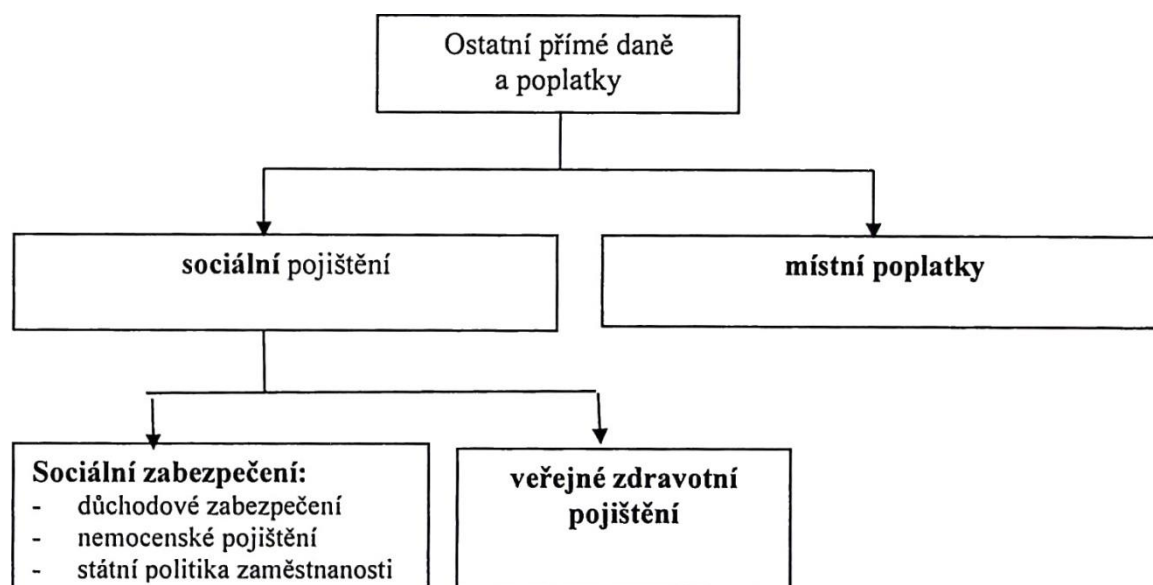 Ostatní přímé daně
a poplatky
sociální pojištění
místní poplatky
Sociální zabezpečení:
- důchodové zabezpečení
- nemocenské pojištění
- státní politika zaměstnanosti
veřejné zdravotní
pojištění